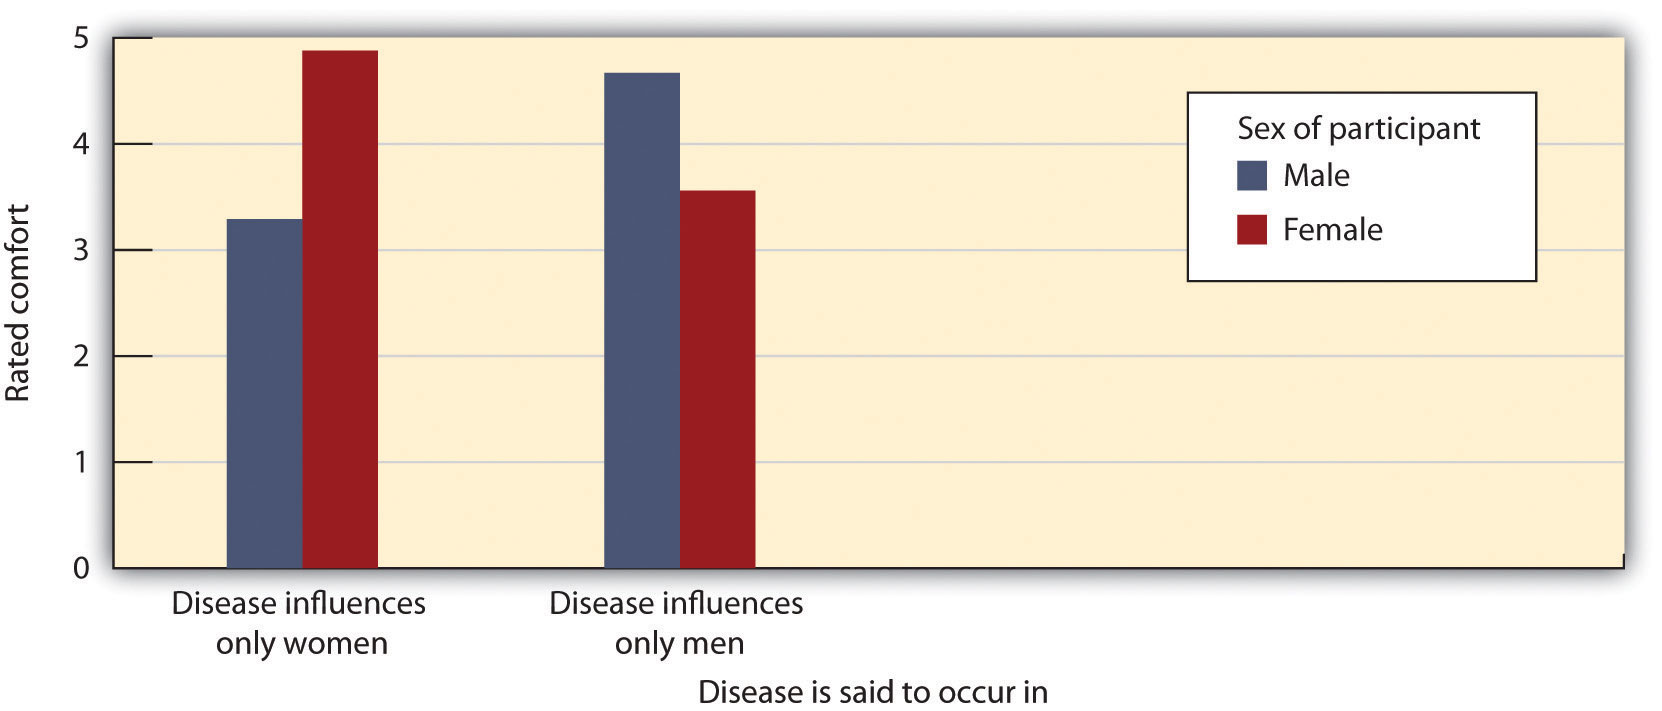 5
4
3
2
1
0
Rated comfort
Sex of participant
Male
Female
Disease influences
only women
Disease influences
only men
Disease is said to occur in